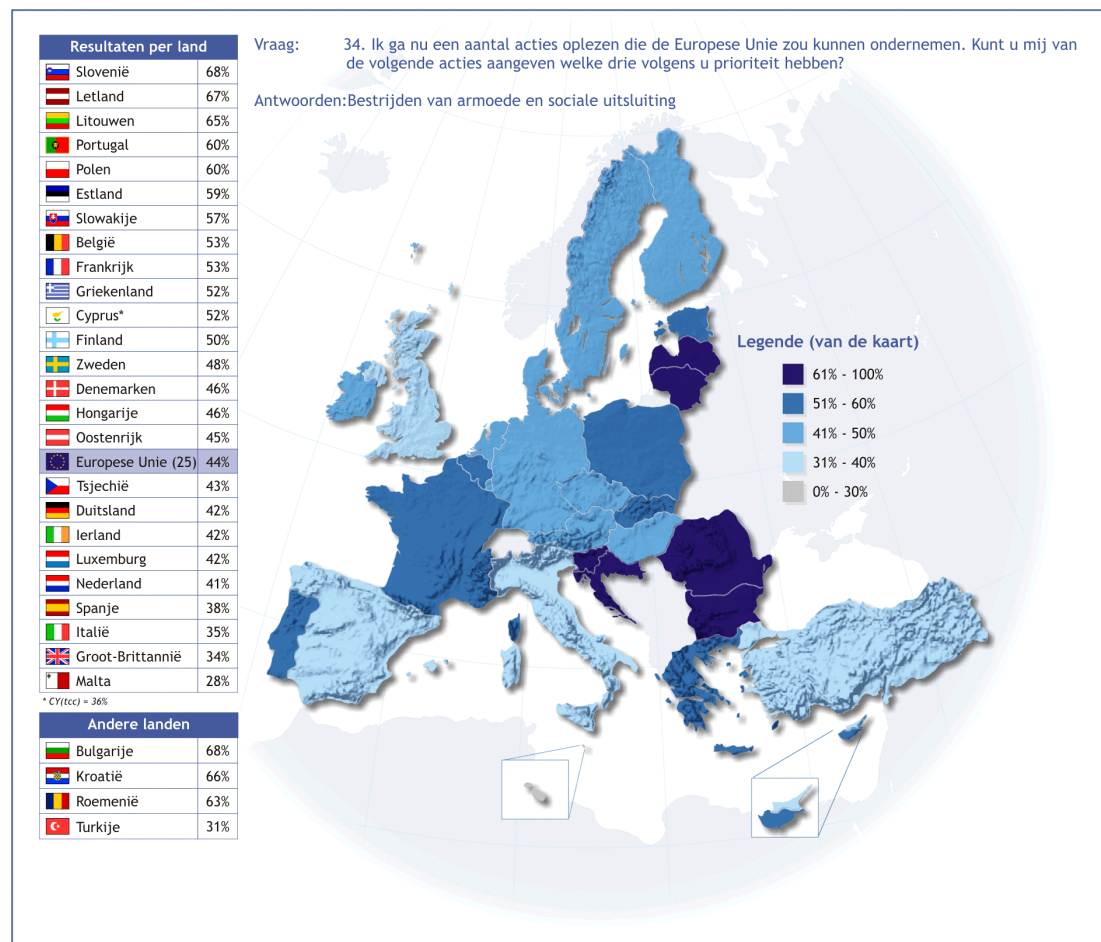 Resultaten per land
Slovenië 68%
Letland 67%
Litouwen 65%
Portugal 60%
Polen 60%
Estland 59%
Slowakije 57%
België 53%
Frankrijk 53%
Griekenland 52%
Cyprus* 52%
Finland 50%
Zweden 48%
Denemarken 46%
Hongarije 46%
Oostenrijk 45%
Europese Unie (25) 44%
Tsjechië 43%
Duitsland 42%
Ierland 42%
Luxemburg 42%
Nederland 41%
Spanje 38%
Italië 35%
Groot-Brittannië 34%
Malta 28%
* CY(tcc) = 36%
Andere landen
Bulgarije 68%
Kroatië 66%
Roemenië 63%
Turkije 31%
Vraag: 34. Ik ga nu een aantal acties oplezen die de Europese Unie zou kunnen ondernemen. Kunt u mij van
de volgende acties aangeven welke drie volgens u prioriteit hebben?
Antwoorden:Bestrijden van armoede en sociale uitsluiting
Legende (van de kaart)
61% - 100%
51% - 60%
41% - 50%
31% - 40%
0% - 30%